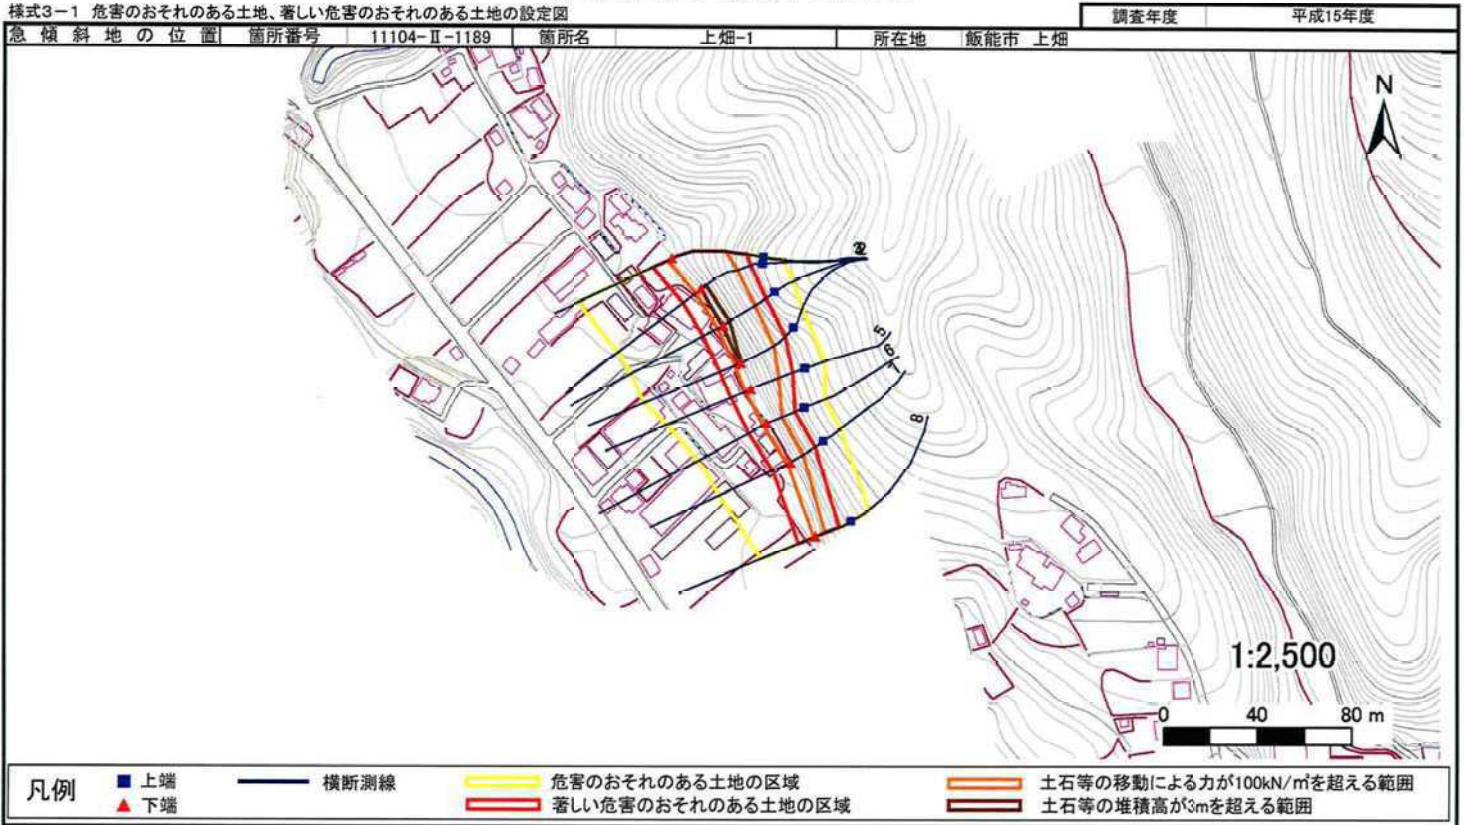 様式3-1 危害のおそれのある土地、著しい危害のおそれのある土地の設定図
調査年度 平成15年度
急傾斜地の位置 箇所番号 11104-Ⅱ-1189 箇所名 上畑-1 所在地 飯能市 上畑
N
2
5
6
7
8
1:2,500
0 40 80 m
凡例
上端 横断測線 危害のおそれのある土地の区域 土石等の移動による力が100kN/㎡を超える範囲
下端 著しい危害のおそれのある土地の区域 土石等の堆積高が3mを超える範囲